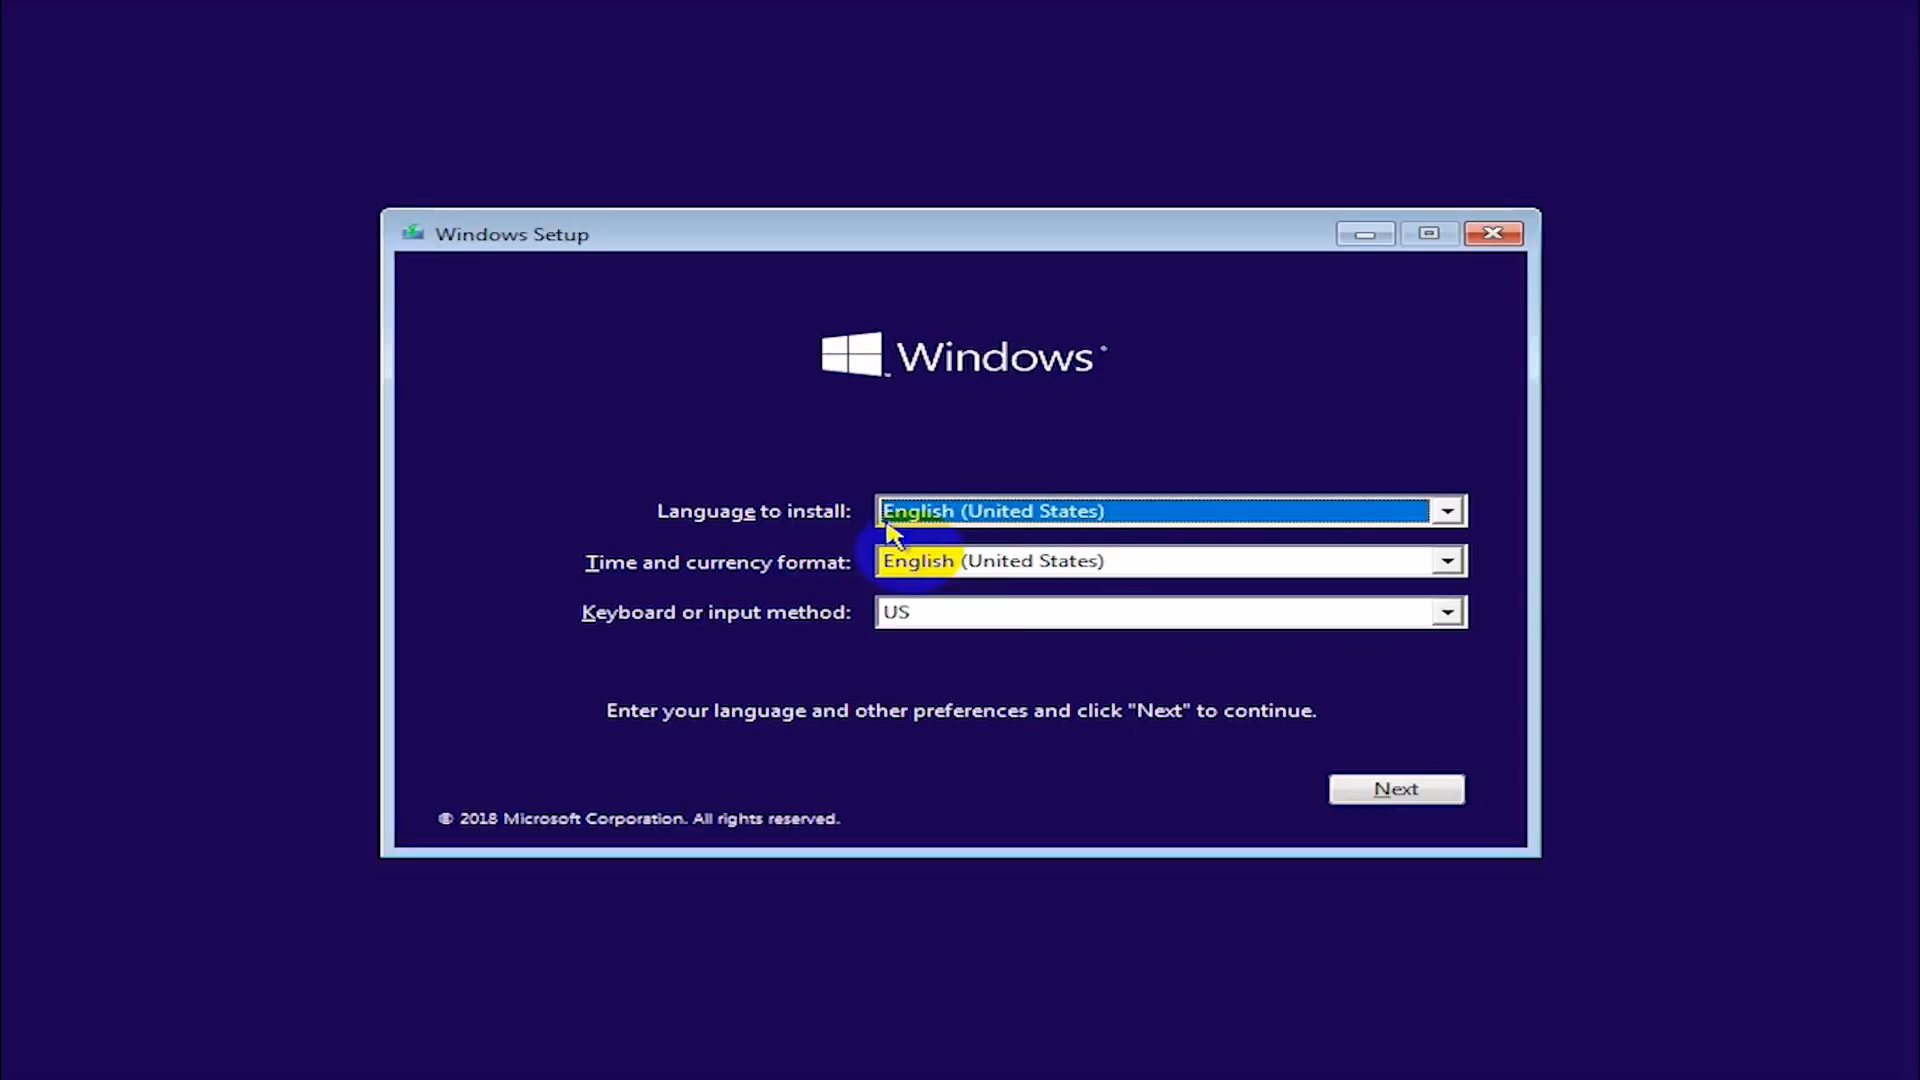 Windows Setup
Windows
Language to install: English (United States)
Time and currency format: English (United States)
Keyboard or input method: US
Enter your language and other preferences and click "Next" to continue.
Next
© 2018 Microsoft Corporation. All rights reserved.